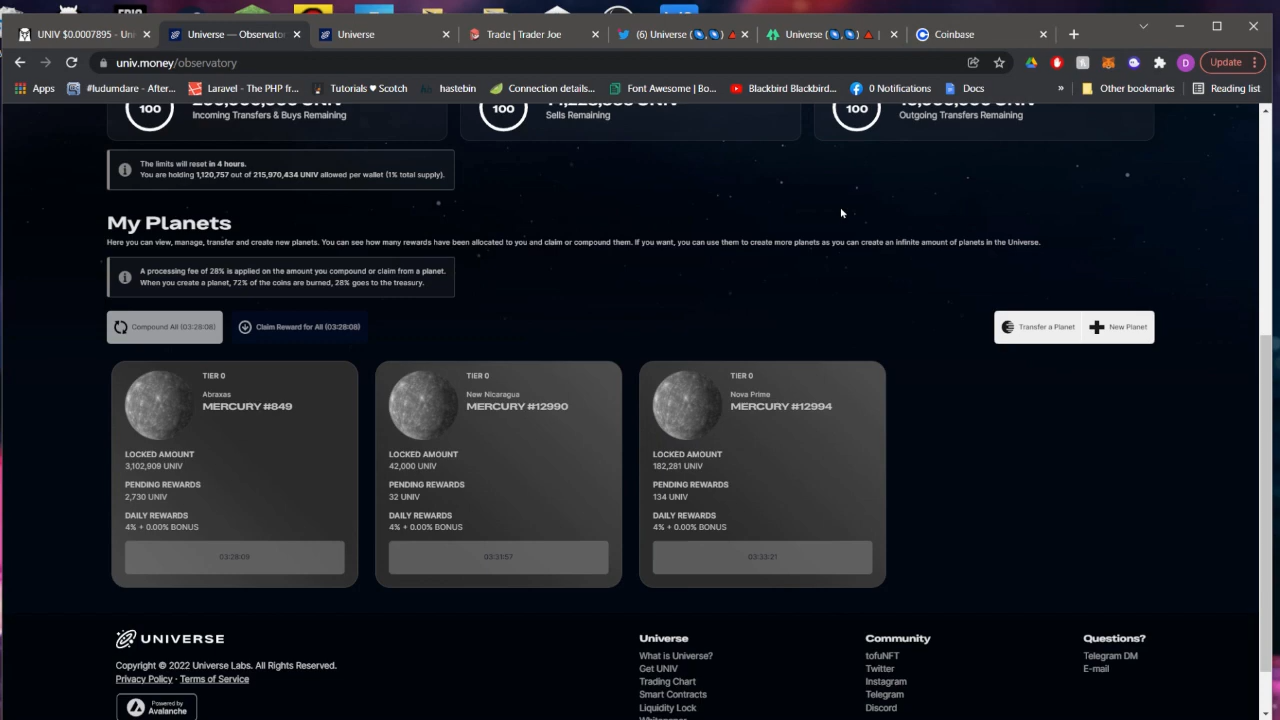 UNIV $0.0007895 - Un
Universe — Observato
Universe
Trade | Trader Joe
(6) Universe
Universe
Coinbase
univ.money/observatory
D
Update
Apps
#ludumdare - After...
Laravel - The PHP fr...
Tutorials ♥ Scotch
hastebin
Connection details...
Font Awesome | Bo...
Blackbird Blackbird...
0 Notifications
Docs
»
Other bookmarks
Reading list
100
Incoming Transfers & Buys Remaining
100
Sells Remaining
100
Outgoing Transfers Remaining
The limits will reset in 4 hours.
You are holding 1,120,757 out of 215,970,434 UNIV allowed per wallet (1% total supply).
My Planets
Here you can view, manage, transfer and create new planets. You can see how many rewards have been allocated to you and claim or compound them. If you want, you can use them to create more planets as you can create an infinite amount of planets in the Universe.
A processing fee of 28% is applied on the amount you compound or claim from a planet.
When you create a planet, 72% of the coins are burned, 28% goes to the treasury.
Compound All (03:28:08)
Claim Reward for All (03:28:08)
Transfer a Planet
New Planet
TIER 0
Abraxas
MERCURY #849
LOCKED AMOUNT
3,102,909 UNIV
PENDING REWARDS
2,730 UNIV
DAILY REWARDS
4% + 0.00% BONUS
03:28:09
TIER 0
New Nicaragua
MERCURY #12990
LOCKED AMOUNT
42,000 UNIV
PENDING REWARDS
32 UNIV
DAILY REWARDS
4% + 0.00% BONUS
03:31:57
TIER 0
Nova Prime
MERCURY #12994
LOCKED AMOUNT
182,281 UNIV
PENDING REWARDS
134 UNIV
DAILY REWARDS
4% + 0.00% BONUS
03:33:21
UNIVERSE
Copyright © 2022 Universe Labs. All Rights Reserved.
Privacy Policy · Terms of Service
Powered by
Avalanche
Universe
What is Universe?
Get UNIV
Trading Chart
Smart Contracts
Liquidity Lock
Whitepaper
Community
tofuNFT
Twitter
Instagram
Telegram
Discord
Questions?
Telegram DM
E-mail